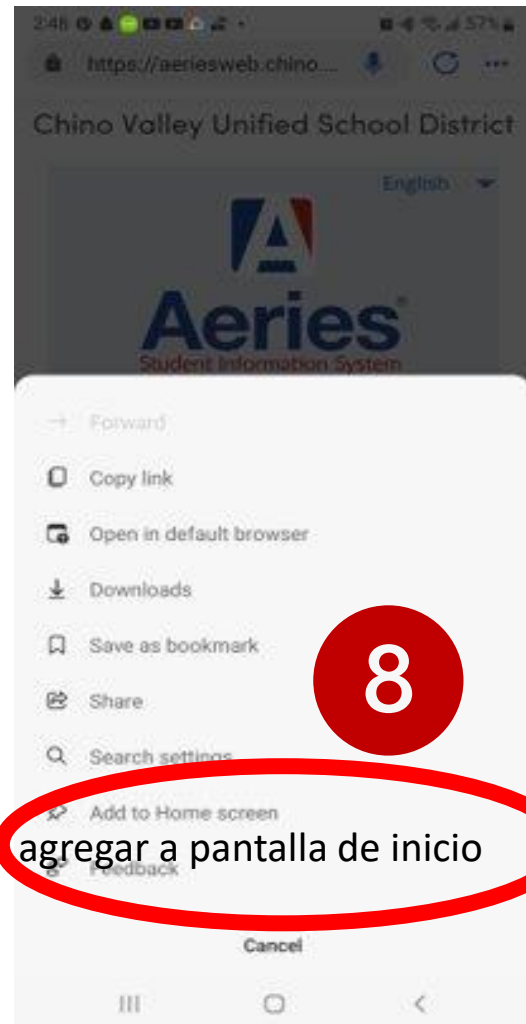 2:48
57%
https://aeriesweb.chino....
Chino Valley Unified School District
English
Aeries
Student Information System
Forward
Copy link
Open in default browser
Downloads
Save as bookmark
8
Share
Search settings
Add to Home screen
agregar a pantalla de inicio
Feedback
Cancel